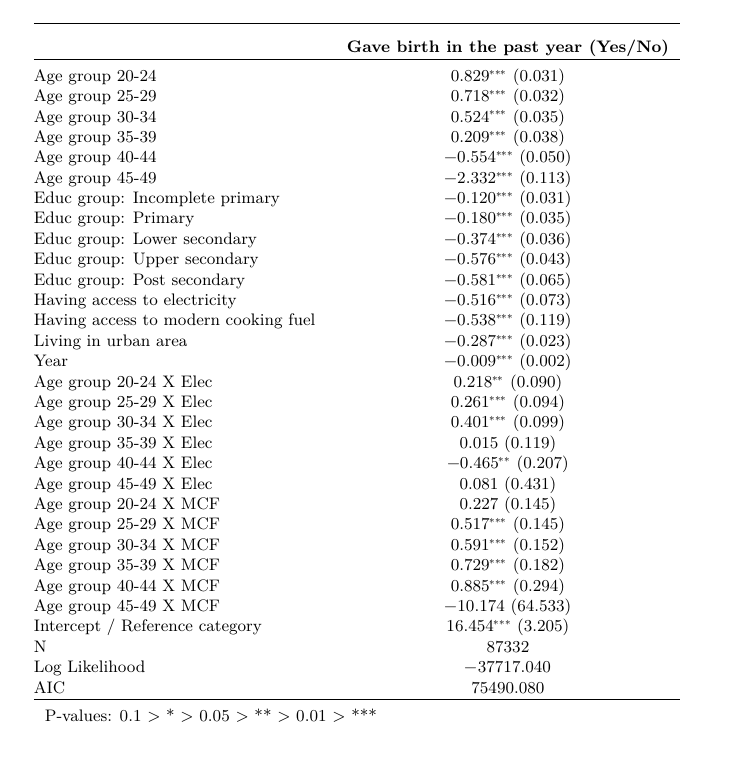 Gave birth in the past year (Yes/No)
Age group 20-24 0.829*** (0.031)
Age group 25-29 0.718*** (0.032)
Age group 30-34 0.524*** (0.035)
Age group 35-39 0.209*** (0.038)
Age group 40-44 −0.554*** (0.050)
Age group 45-49 −2.332*** (0.113)
Educ group: Incomplete primary −0.120*** (0.031)
Educ group: Primary −0.180*** (0.035)
Educ group: Lower secondary −0.374*** (0.036)
Educ group: Upper secondary −0.576*** (0.043)
Educ group: Post secondary −0.581*** (0.065)
Having access to electricity −0.516*** (0.073)
Having access to modern cooking fuel −0.538*** (0.119)
Living in urban area −0.287*** (0.023)
Year −0.009*** (0.002)
Age group 20-24 X Elec 0.218** (0.090)
Age group 25-29 X Elec 0.261*** (0.094)
Age group 30-34 X Elec 0.401*** (0.099)
Age group 35-39 X Elec 0.015 (0.119)
Age group 40-44 X Elec −0.465** (0.207)
Age group 45-49 X Elec 0.081 (0.431)
Age group 20-24 X MCF 0.227 (0.145)
Age group 25-29 X MCF 0.517*** (0.145)
Age group 30-34 X MCF 0.591*** (0.152)
Age group 35-39 X MCF 0.729*** (0.182)
Age group 40-44 X MCF 0.885*** (0.294)
Age group 45-49 X MCF −10.174 (64.533)
Intercept / Reference category 16.454*** (3.205)
N 87332
Log Likelihood −37717.040
AIC 75490.080
P-values: 0.1 > * > 0.05 > ** > 0.01 > ***